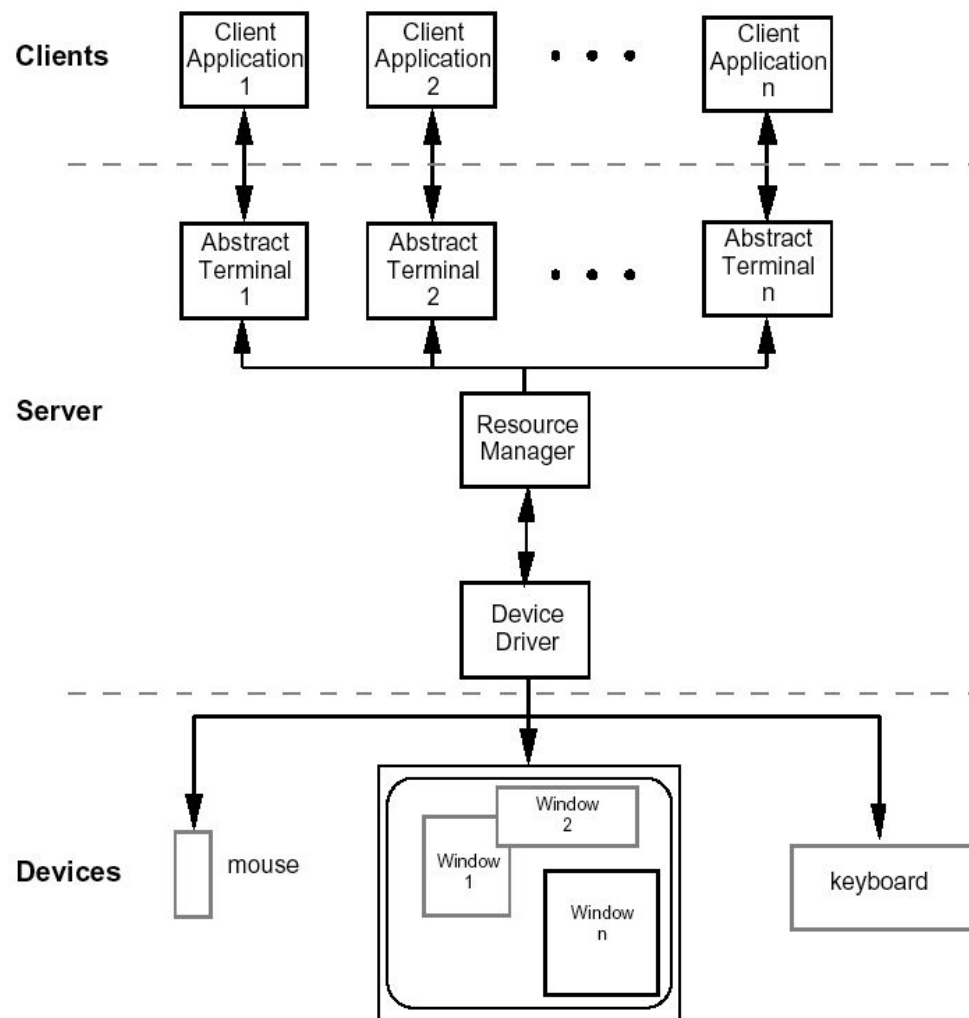 Clients
Client
Application
1
Client
Application
2
Client
Application
n
Abstract
Terminal
1
Abstract
Terminal
2
Abstract
Terminal
n
Server
Resource
Manager
Device
Driver
Devices
mouse
Window
1
Window
2
Window
n
keyboard